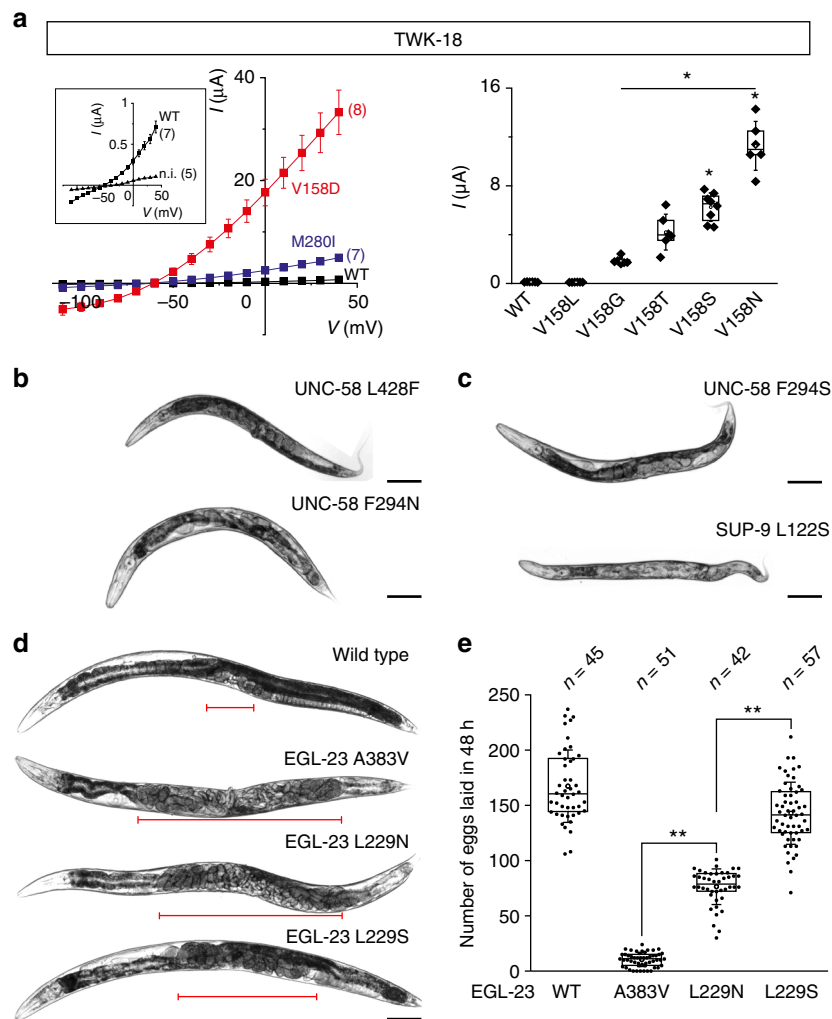 a
TWK-18
I (μA)
40
20
0
−100
−50
0
50
V (mV)
V158D
(8)
M280I
(7)
WT
I (μA)
1
0.5
WT
(7)
n.i. (5)
−50
0
50
V (mV)
I (μA)
16
8
0
*
*
*
WT
V158L
V158G
V158T
V158S
V158N
b
UNC-58 L428F
UNC-58 F294N
c
UNC-58 F294S
SUP-9 L122S
d
Wild type
EGL-23 A383V
EGL-23 L229N
EGL-23 L229S
e
n = 45
n = 51
n = 42
n = 57
Number of eggs laid in 48 h
250
200
150
100
50
0
**
**
EGL-23 WT A383V L229N L229S